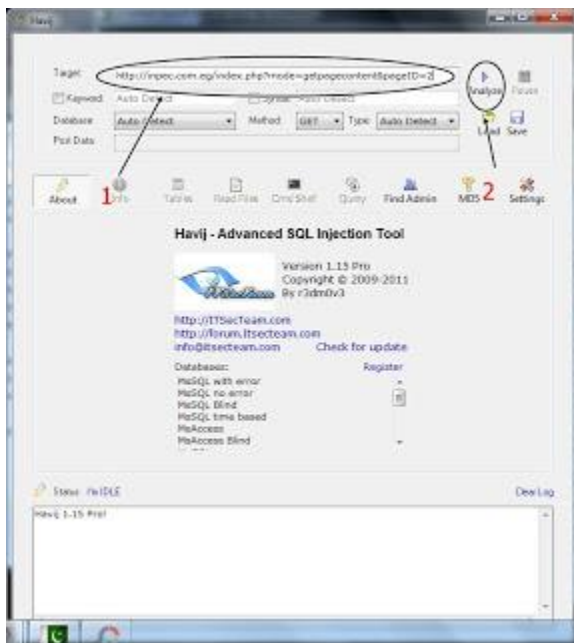 Havij
Target: http://inpec.com.eg/index.php?mode=getpagecontent&pageID=2
Analyze Pause
Keyword: Auto Detect Syntax: Auto Detect
Database: Auto Detect Method: GET Type: Auto Detect
Load Save
Post Data:
1
2
About Info Tables Read Files Cmd Shell Query Find Admin MD5 Settings
Havij - Advanced SQL Injection Tool
Version 1.15 Pro
Copyright © 2009-2011
By r3dm0v3
ITSecTeam
http://ITSecTeam.com
http://forum.itsecteam.com
info@itsecteam.com Check for update
Databases: Register
MsSQL with error
MsSQL no error
MsSQL Blind
MsSQL time based
MsAccess
MsAccess Blind
Status: I'm IDLE Clear Log
Havij 1.15 Pro!